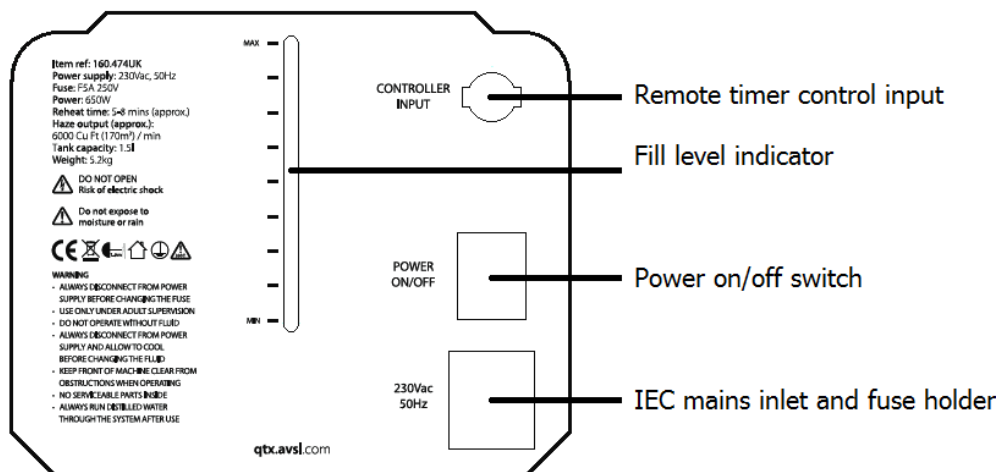 Item ref: 160.474UK
Power supply: 230Vac, 50Hz
Fuse: F5A 250V
Power: 650W
Reheat time: 5-8 mins (approx.)
Haze output (approx.):
6000 Cu Ft (170m³) / min
Tank capacity: 1.5l
Weight: 5.2kg
DO NOT OPEN
Risk of electric shock
Do not expose to
moisture or rain
CE
WARNING
- ALWAYS DISCONNECT FROM POWER
SUPPLY BEFORE CHANGING THE FUSE
- USE ONLY UNDER ADULT SUPERVISION
- DO NOT OPERATE WITHOUT FLUID
- ALWAYS DISCONNECT FROM POWER
SUPPLY AND ALLOW TO COOL
BEFORE CHANGING THE FLUID
- KEEP FRONT OF MACHINE CLEAR FROM
OBSTRUCTIONS WHEN OPERATING
- NO SERVICEABLE PARTS INSIDE
- ALWAYS RUN DISTILLED WATER
THROUGH THE SYSTEM AFTER USE
MAX
MIN
CONTROLLER
INPUT
POWER
ON/OFF
230Vac
50Hz
qtx.avsl.com
Remote timer control input
Fill level indicator
Power on/off switch
IEC mains inlet and fuse holder